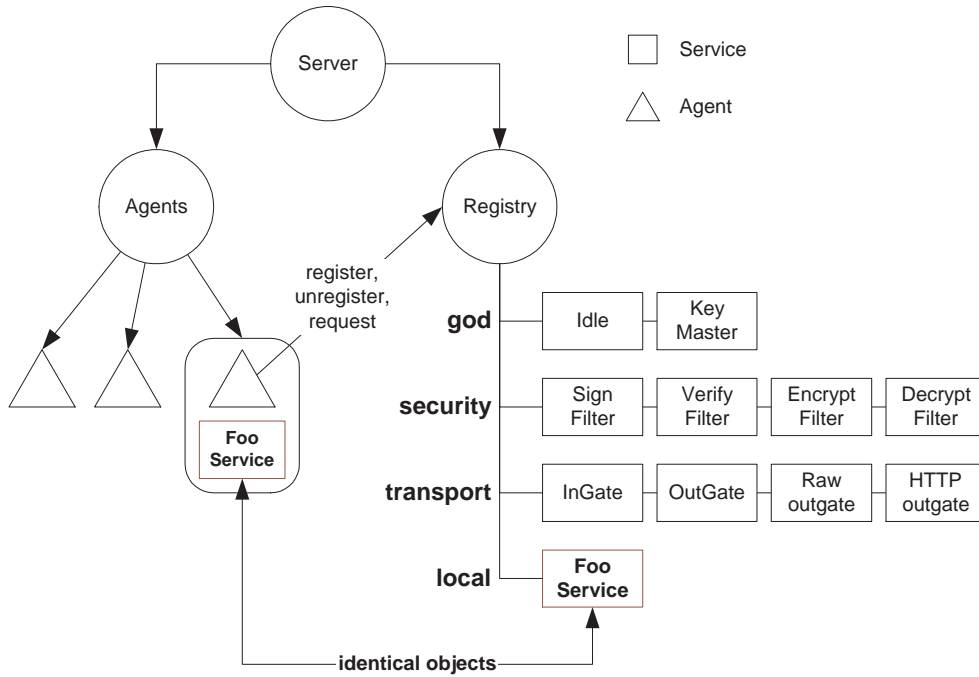 Server
Service
Agent
Agents
Registry
register,
unregister,
request
god
Idle
Key
Master
security
Sign
Filter
Verify
Filter
Encrypt
Filter
Decrypt
Filter
Foo
Service
transport
InGate
OutGate
Raw
outgate
HTTP
outgate
local
Foo
Service
identical objects